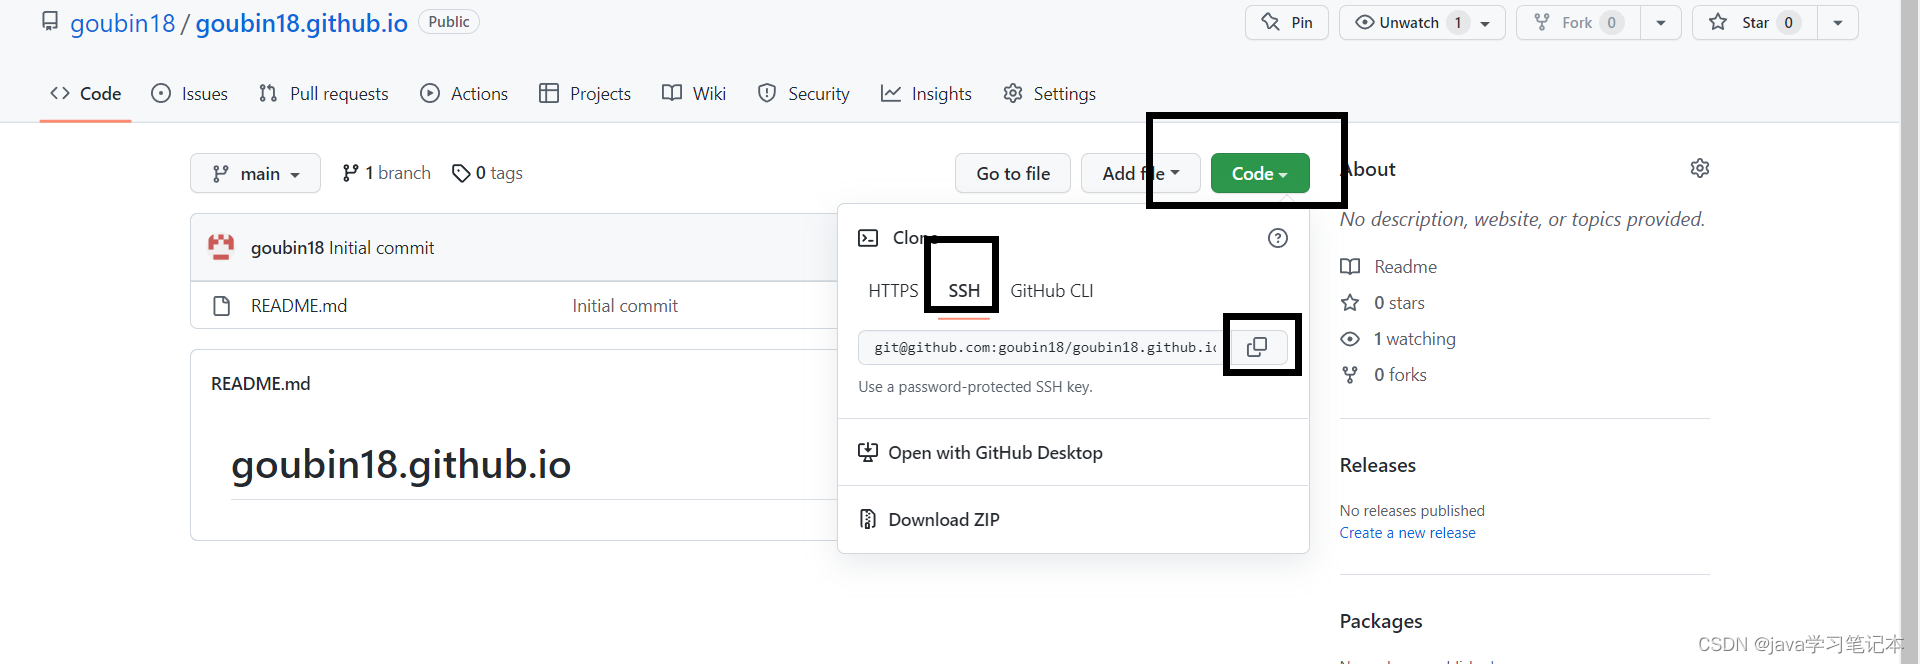 goubin18 / goubin18.github.io Public
Pin Unwatch 1 Fork 0 Star 0
Code Issues Pull requests Actions Projects Wiki Security Insights Settings
main 1 branch 0 tags Go to file Add file Code
goubin18 Initial commit
README.md Initial commit
README.md
goubin18.github.io
Clone
HTTPS SSH GitHub CLI
git@github.com:goubin18/goubin18.github.io
Use a password-protected SSH key.
Open with GitHub Desktop
Download ZIP
About
No description, website, or topics provided.
Readme
0 stars
1 watching
0 forks
Releases
No releases published
Create a new release
Packages
CSDN @java学习笔记本